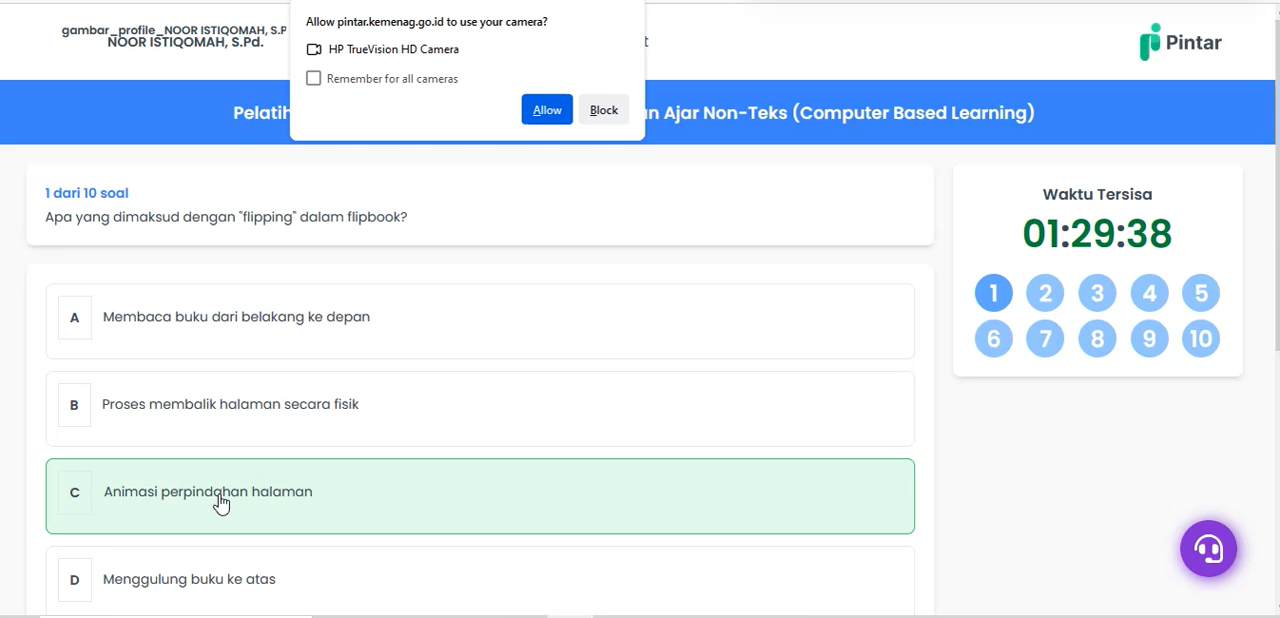 gambar_profile_NOOR ISTIQOMAH, S.P
NOOR ISTIQOMAH, S.Pd.
Allow pintar.kemenag.go.id to use your camera?
HP TrueVision HD Camera
Remember for all cameras
Allow
Block
t
Pintar
Pelatih
n Ajar Non-Teks (Computer Based Learning)
1 dari 10 soal
Apa yang dimaksud dengan "flipping" dalam flipbook?
A Membaca buku dari belakang ke depan
B Proses membalik halaman secara fisik
C Animasi perpindahan halaman
D Menggulung buku ke atas
Waktu Tersisa
01:29:38
1 2 3 4 5
6 7 8 9 10